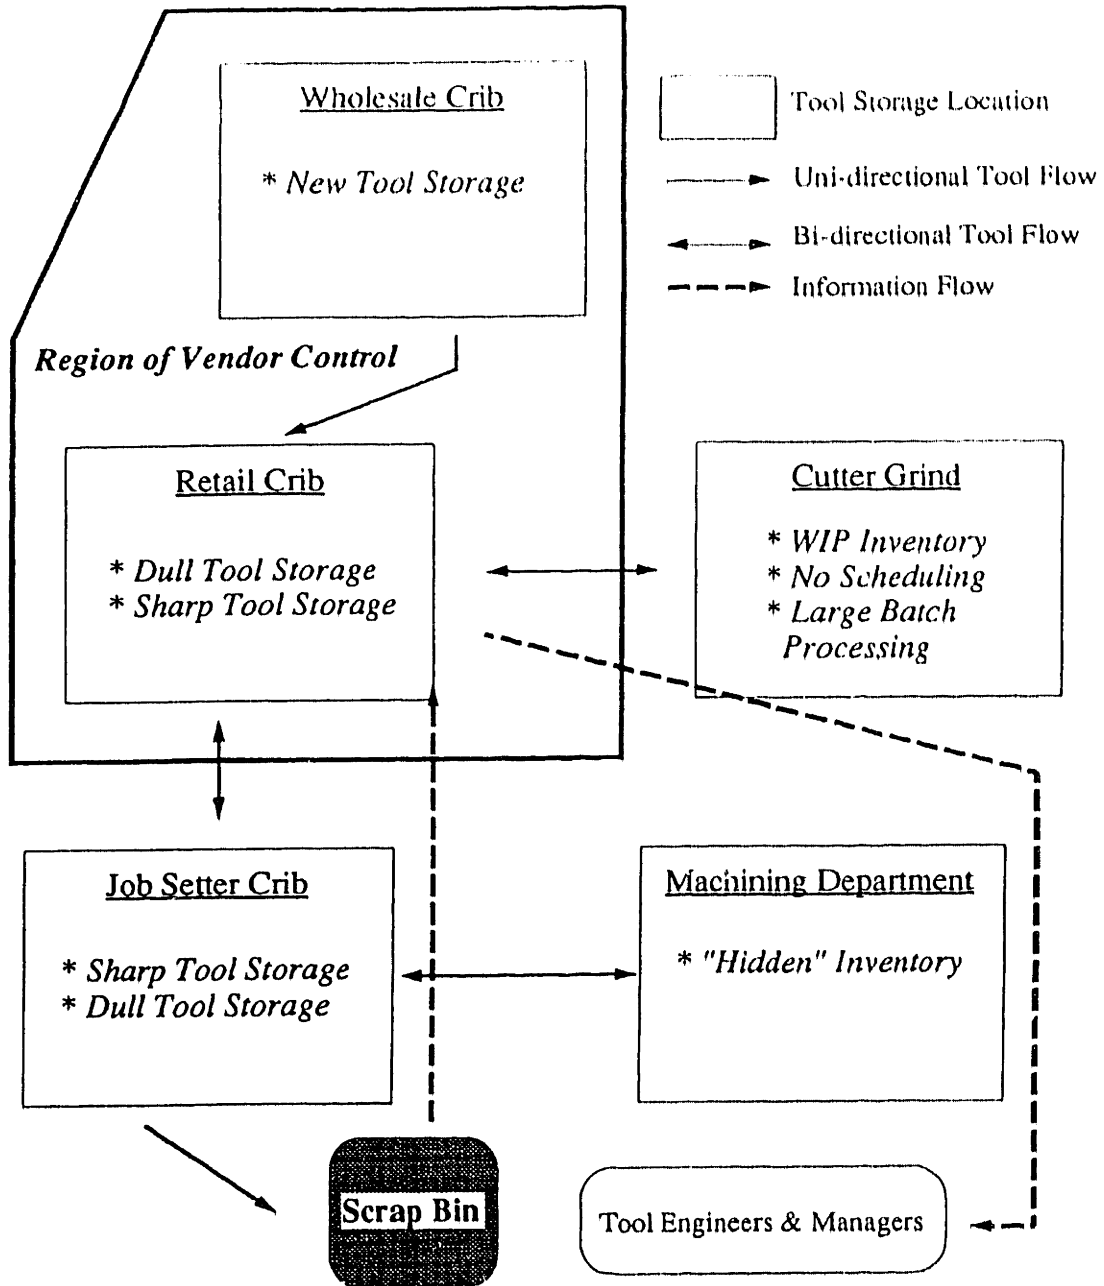 Wholesale Crib
* New Tool Storage
Tool Storage Location
Uni-directional Tool Flow
Bi-directional Tool Flow
Information Flow
Region of Vendor Control
Retail Crib
* Dull Tool Storage
* Sharp Tool Storage
Cutter Grind
* WIP Inventory
* No Scheduling
* Large Batch
Processing
Job Setter Crib
* Sharp Tool Storage
* Dull Tool Storage
Machining Department
* "Hidden" Inventory
Scrap Bin
Tool Engineers & Managers